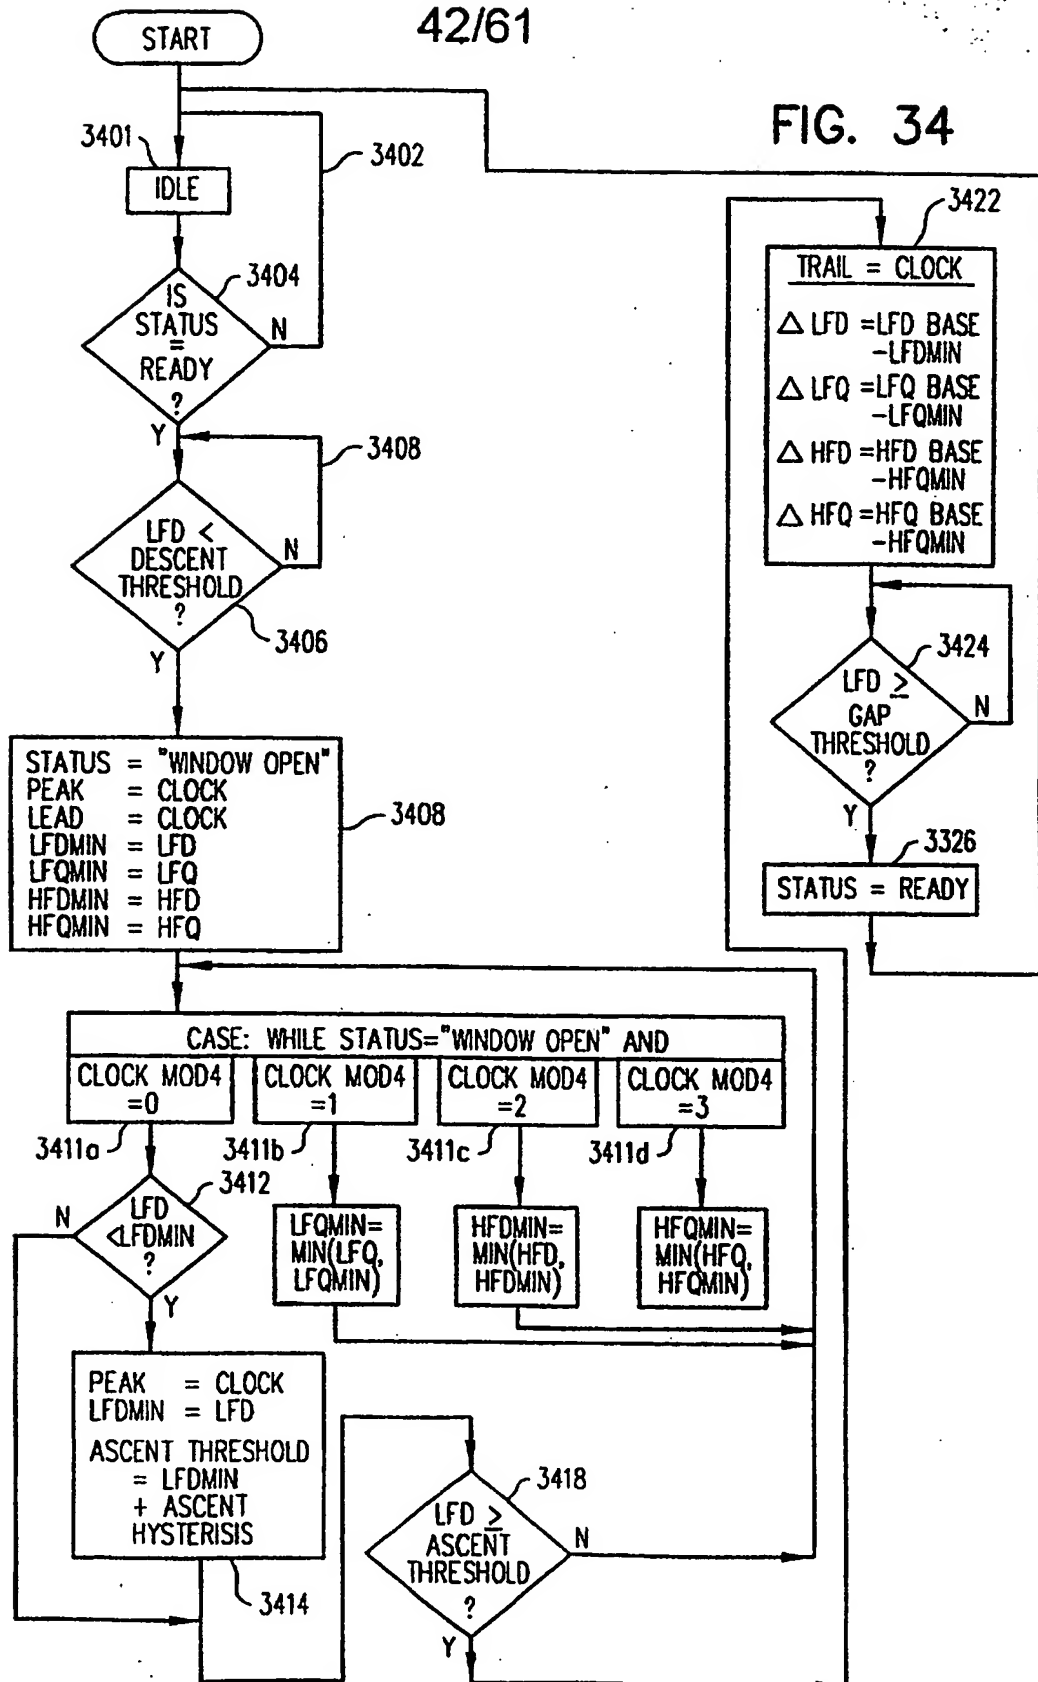 42/61
FIG. 34
START
3401
3402
IDLE
3404
IS
STATUS
=
READY
?
N
Y
3408
LFD <
DESCENT
THRESHOLD
?
N
3406
Y
STATUS = "WINDOW OPEN"
PEAK = CLOCK
LEAD = CLOCK
LFDMIN = LFD
LFQMIN = LFQ
HFDMIN = HFD
HFQMIN = HFQ
3408
CASE: WHILE STATUS="WINDOW OPEN" AND
CLOCK MOD4
=0
CLOCK MOD4
=1
CLOCK MOD4
=2
CLOCK MOD4
=3
3411a
3411b
3411c
3411d
3412
N
LFD
<LFDMIN
?
Y
LFQMIN=
MIN(LFQ,
LFQMIN)
HFDMIN=
MIN(HFD,
HFDMIN)
HFQMIN=
MIN(HFQ,
HFQMIN)
PEAK = CLOCK
LFDMIN = LFD
ASCENT THRESHOLD
= LFDMIN
+ ASCENT
HYSTERISIS
3414
3418
LFD ≥
ASCENT
THRESHOLD
?
N
Y
3422
TRAIL = CLOCK
△ LFD =LFD BASE
-LFDMIN
△ LFQ =LFQ BASE
-LFQMIN
△ HFD =HFD BASE
-HFQMIN
△ HFQ =HFQ BASE
-HFQMIN
3424
LFD ≥
GAP
THRESHOLD
?
N
Y
3326
STATUS = READY